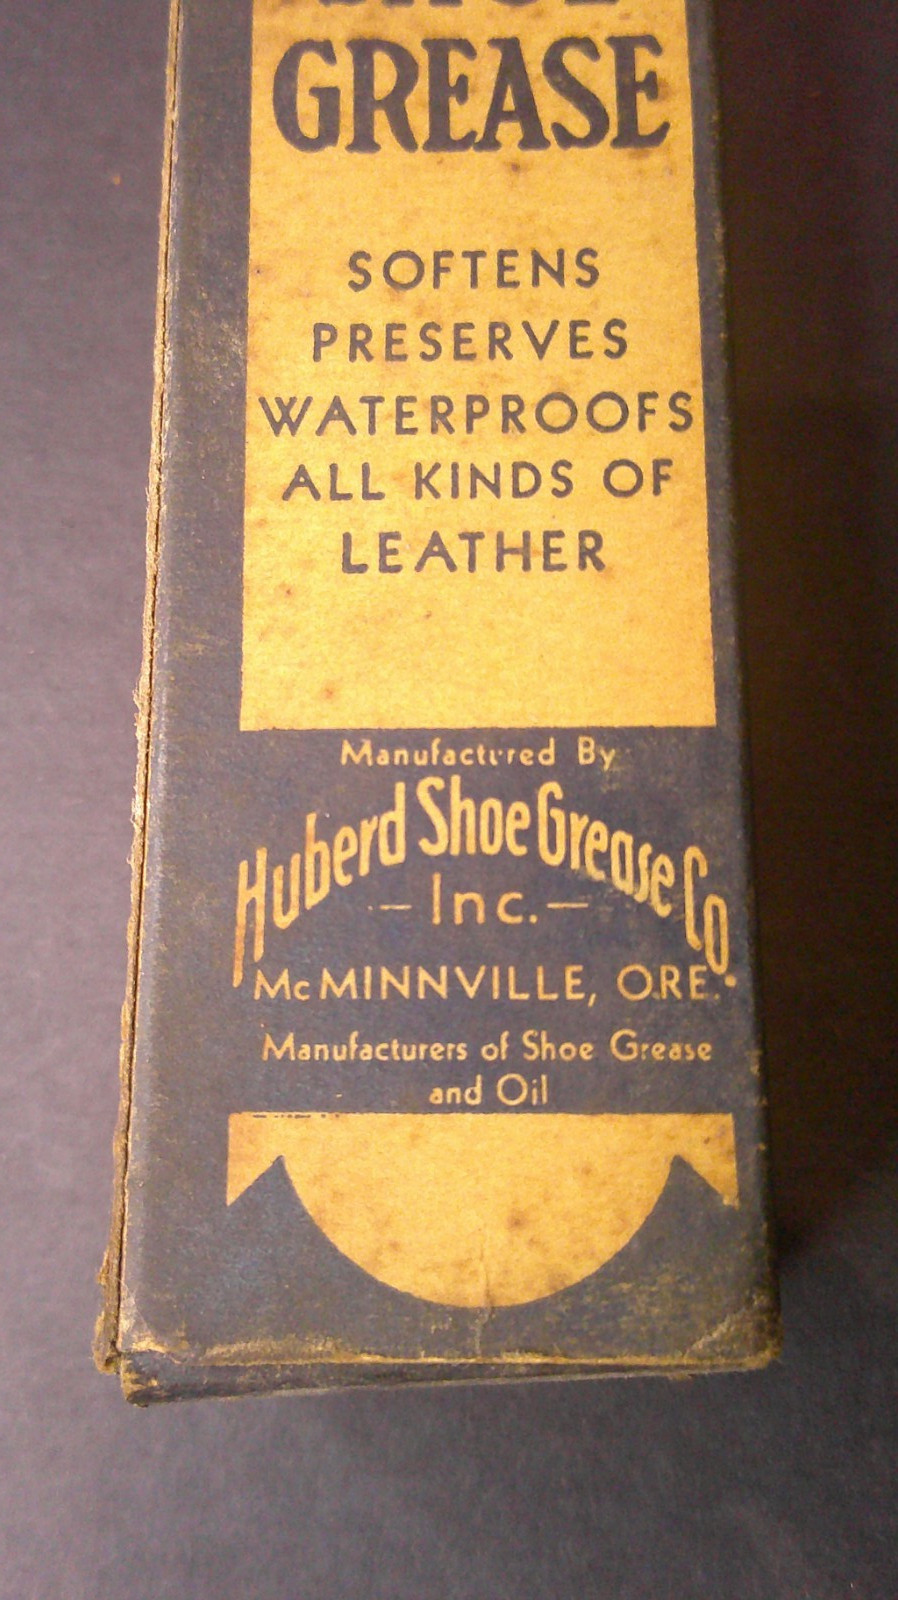 SHOE
GREASE
SOFTENS
PRESERVES
WATERPROOFS
ALL KINDS OF
LEATHER
Manufactured By
Huberd Shoe Grease Co.
- Inc. -
McMINNVILLE, ORE.
Manufacturers of Shoe Grease
and Oil